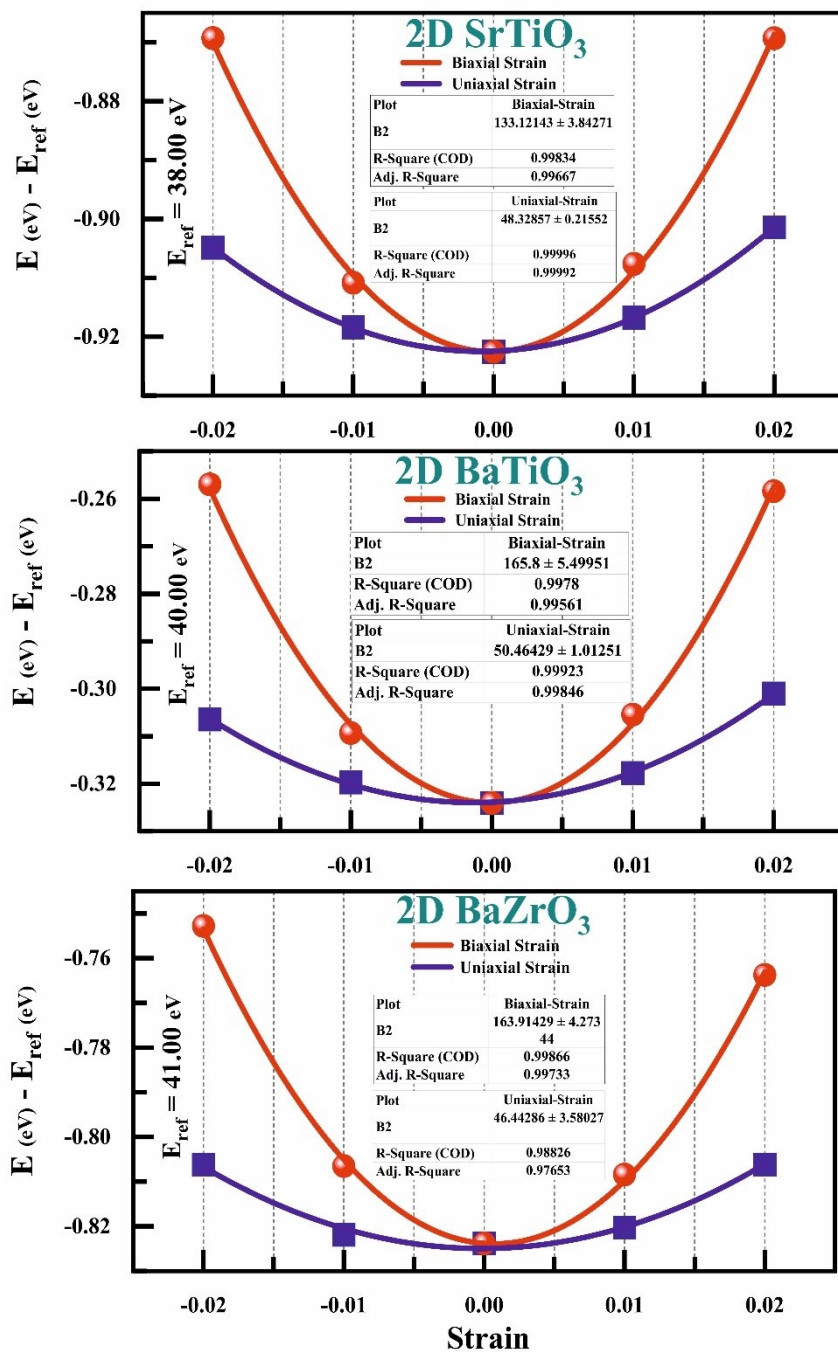 2D SrTiO3
Biaxial Strain
Uniaxial Strain
Plot Biaxial-Strain
B2 133.12143 ± 3.84271
R-Square (COD) 0.99834
Adj. R-Square 0.99667
Plot Uniaxial-Strain
B2 48.32857 ± 0.21552
R-Square (COD) 0.99996
Adj. R-Square 0.99992
E (eV) - Eref (eV)
Eref = 38.00 eV
-0.88
-0.90
-0.92
-0.02 -0.01 0.00 0.01 0.02
2D BaTiO3
Biaxial Strain
Uniaxial Strain
Plot Biaxial-Strain
B2 165.8 ± 5.49951
R-Square (COD) 0.9978
Adj. R-Square 0.99561
Plot Uniaxial-Strain
B2 50.46429 ± 1.01251
R-Square (COD) 0.99923
Adj. R-Square 0.99846
E (eV) - Eref (eV)
Eref = 40.00 eV
-0.26
-0.28
-0.30
-0.32
-0.02 -0.01 0.00 0.01 0.02
2D BaZrO3
Biaxial Strain
Uniaxial Strain
Plot Biaxial-Strain
B2 163.91429 ± 4.273
44
R-Square (COD) 0.99866
Adj. R-Square 0.99733
Plot Uniaxial-Strain
B2 46.44286 ± 3.58027
R-Square (COD) 0.98826
Adj. R-Square 0.97653
E (eV) - Eref (eV)
Eref = 41.00 eV
-0.76
-0.78
-0.80
-0.82
-0.02 -0.01 0.00 0.01 0.02
Strain